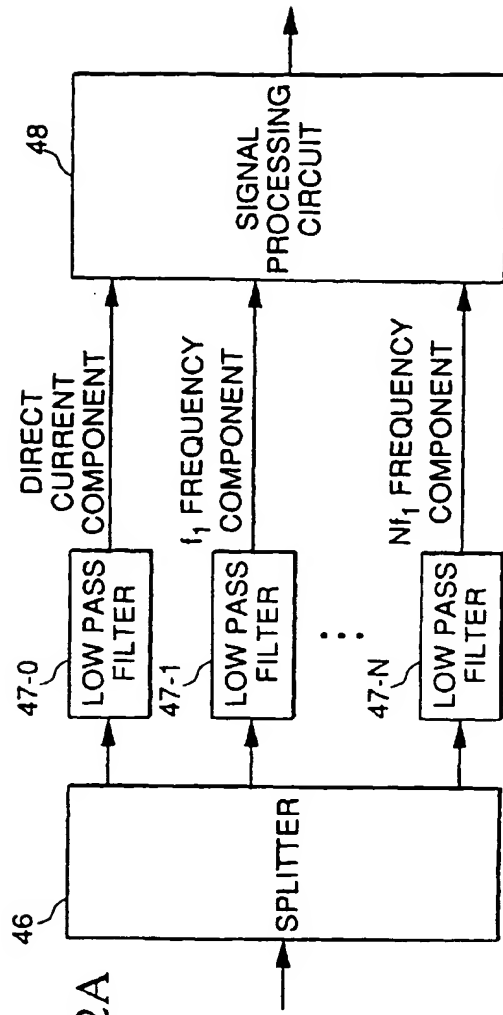 2A
46
SPLITTER
47-0
LOW PASS
FILTER
47-1
LOW PASS
FILTER
47-N
LOW PASS
FILTER
DIRECT
CURRENT
COMPONENT
f₁ FREQUENCY
COMPONENT
Nf₁ FREQUENCY
COMPONENT
48
SIGNAL
PROCESSING
CIRCUIT